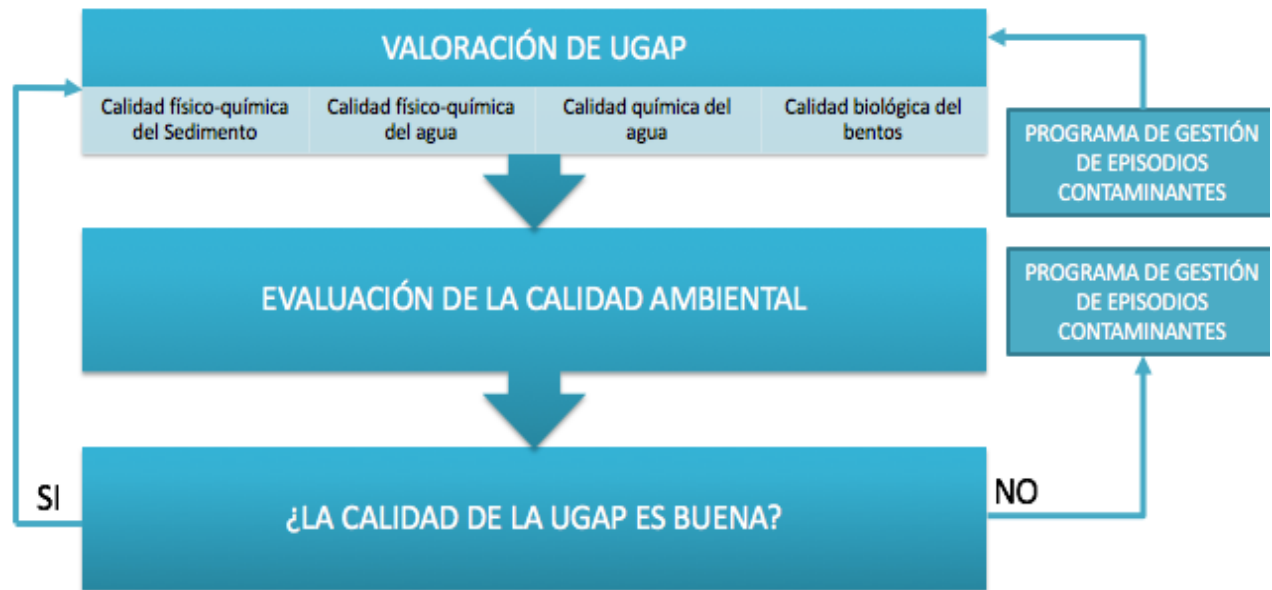 VALORACIÓN DE UGAP
Calidad físico-química
del Sedimento
Calidad físico-química
del agua
Calidad química del
agua
Calidad biológica del
bentos
PROGRAMA DE GESTIÓN
DE EPISODIOS
CONTAMINANTES
EVALUACIÓN DE LA CALIDAD AMBIENTAL
PROGRAMA DE GESTIÓN
DE EPISODIOS
CONTAMINANTES
SI
¿LA CALIDAD DE LA UGAP ES BUENA?
NO